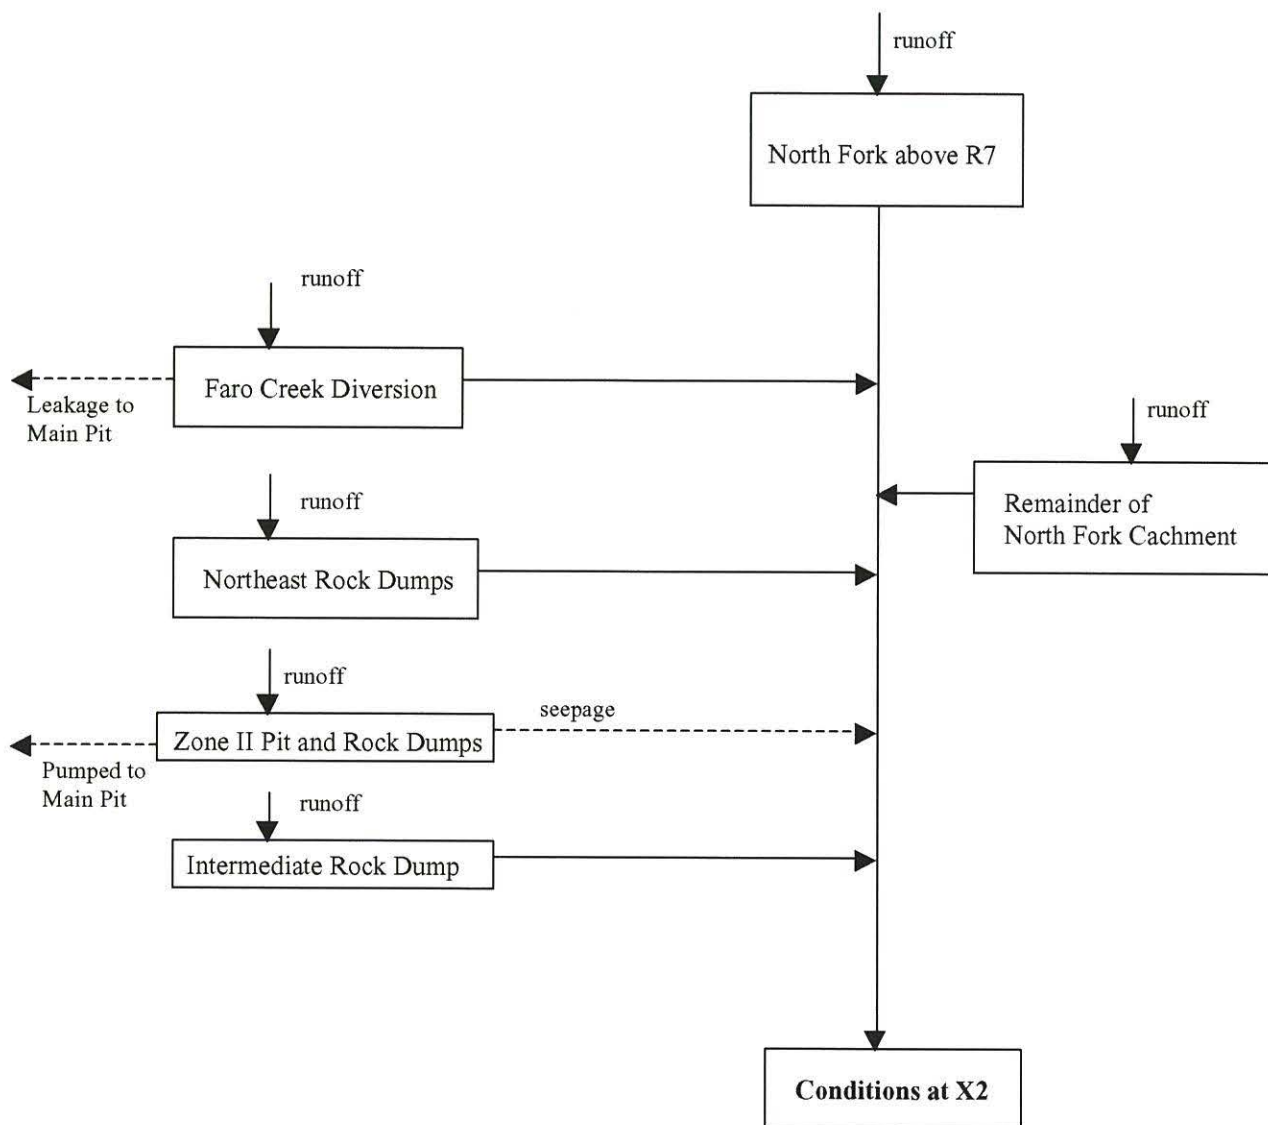 runoff
North Fork above R7
runoff
Faro Creek Diversion
Leakage to
Main Pit
runoff
Remainder of
North Fork Cachment
runoff
Northeast Rock Dumps
runoff
seepage
Zone II Pit and Rock Dumps
Pumped to
Main Pit
runoff
Intermediate Rock Dump
Conditions at X2